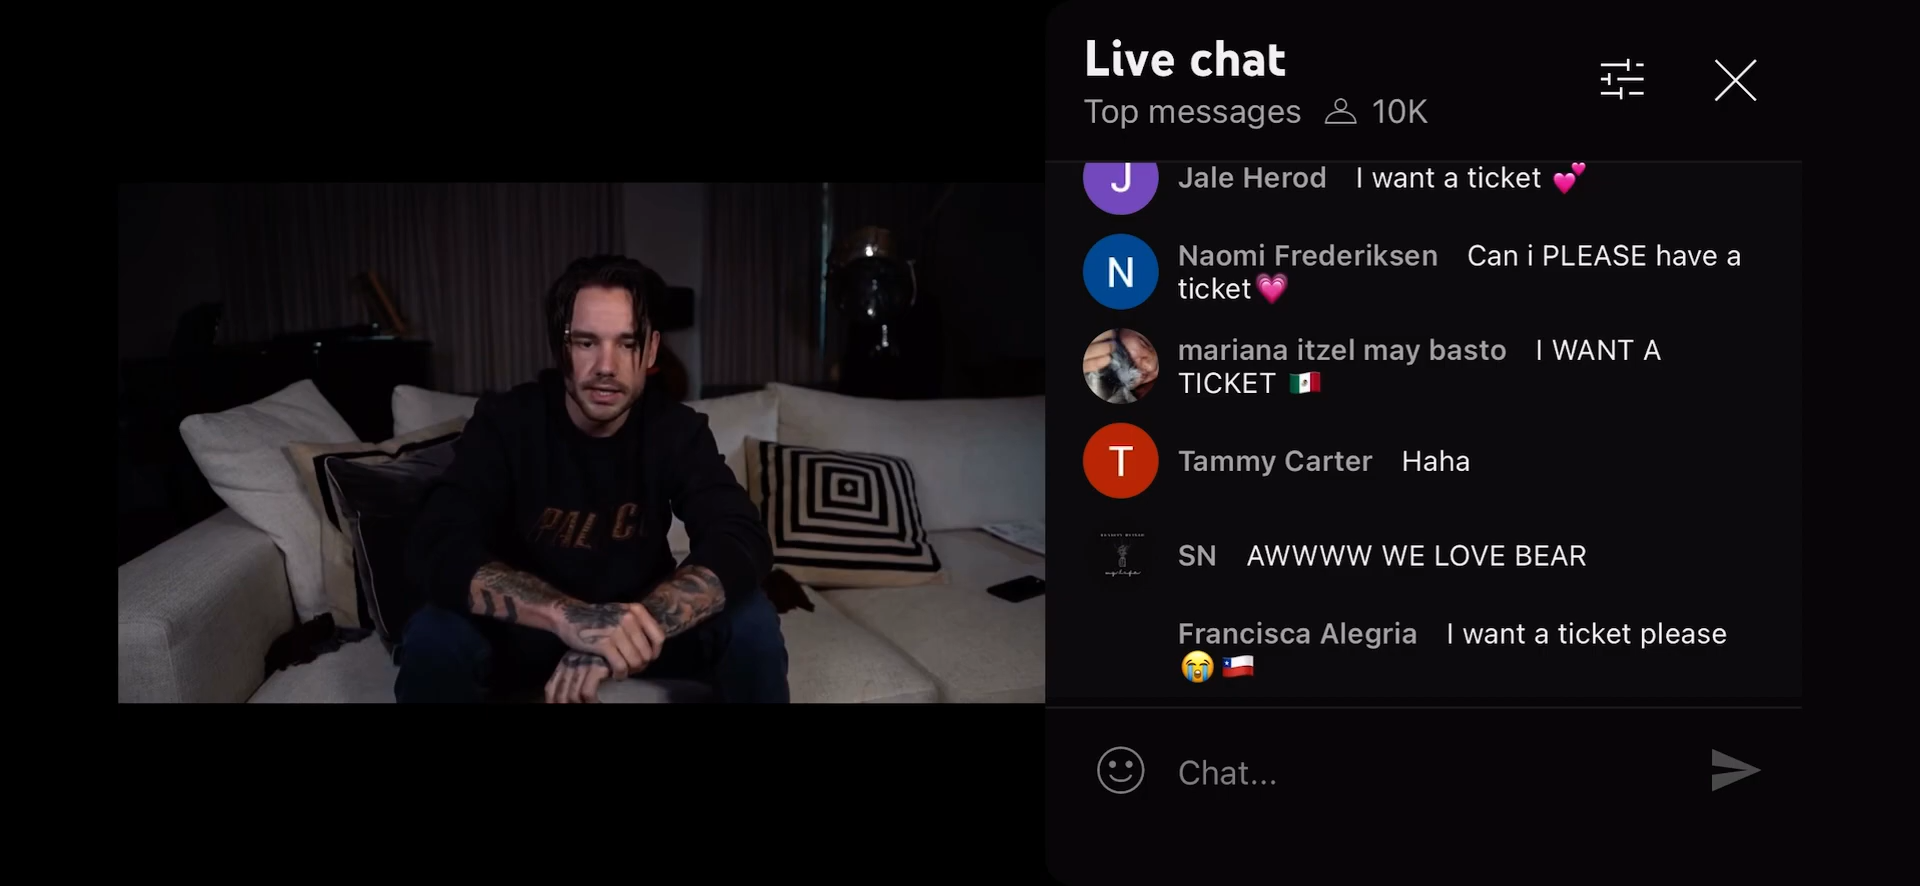 Live chat
Top messages 10K
J Jale Herod I want a ticket 💕
N Naomi Frederiksen Can i PLEASE have a
ticket💗
mariana itzel may basto I WANT A
TICKET 🇲🇽
T Tammy Carter Haha
SN AWWWW WE LOVE BEAR
Francisca Alegria I want a ticket please
😭🇨🇱
Chat...